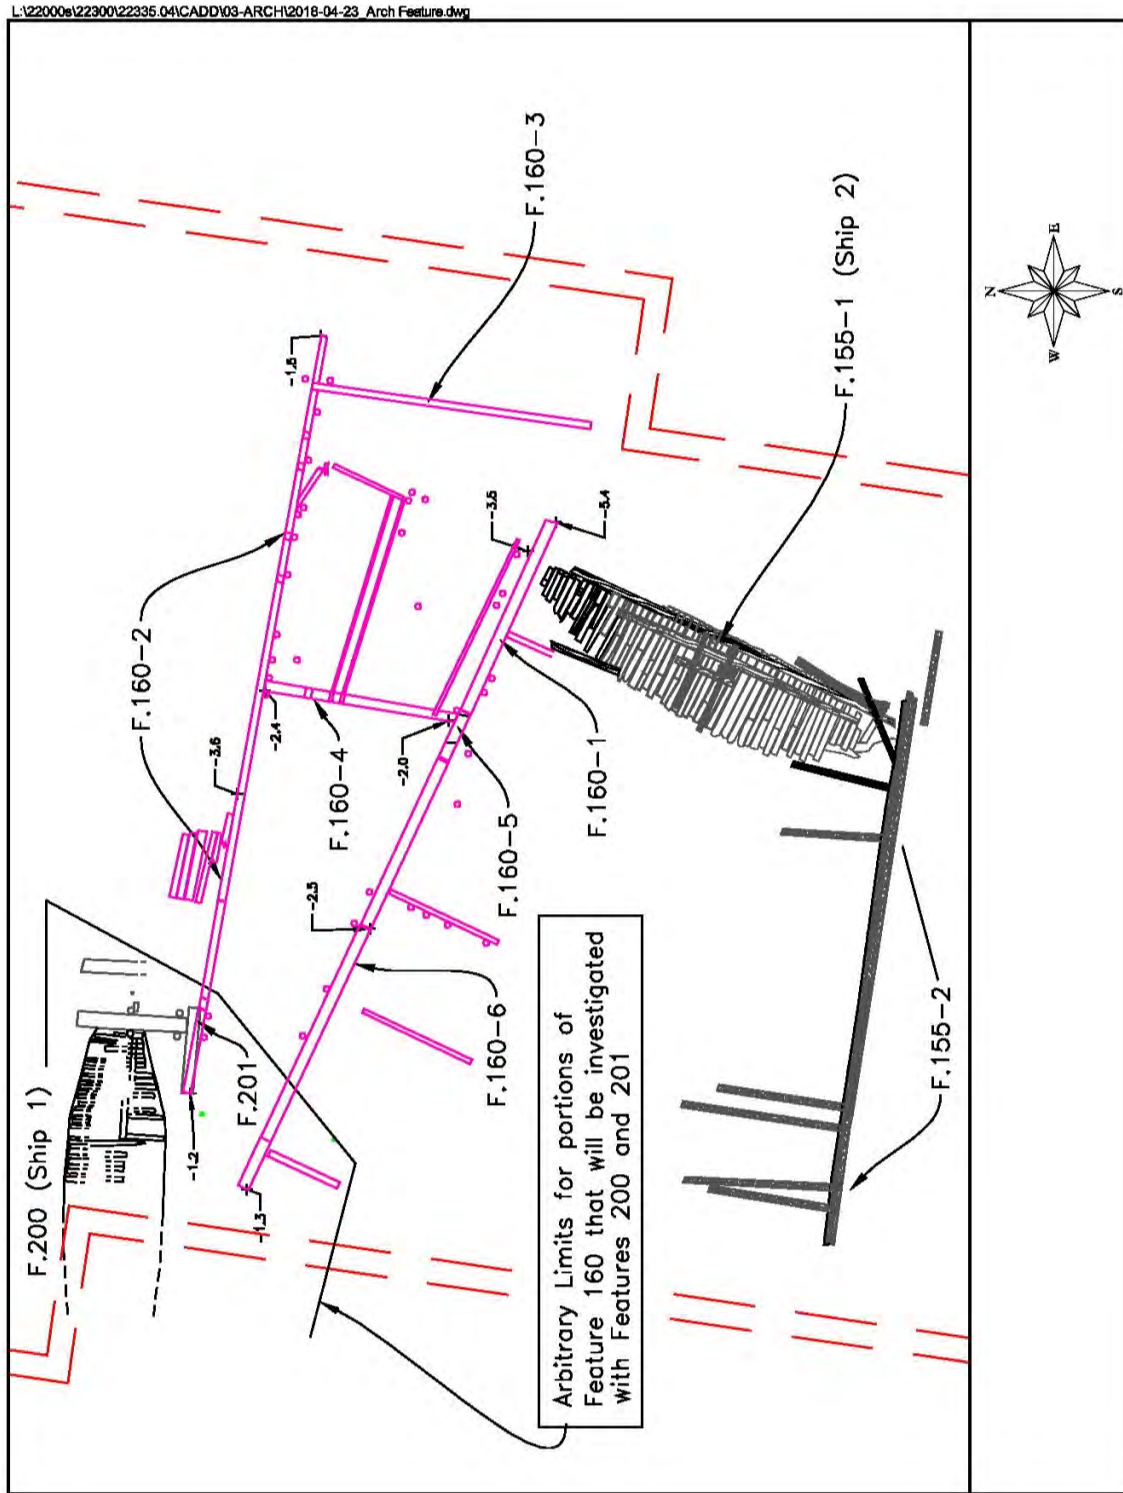 L:\22000s\22300\22335.04\CADD\03-ARCH\2018-04-23_Arch Feature.dwg
F.160-3
F.155-1 (Ship 2)
-1.5
F.160-2
-3.5
-5.4
-2.4
-3.6
F.160-4
-2.0
F.160-1
F.160-5
-2.5
F.160-6
F.200 (Ship 1)
F.201
-1.2
-1.3
F.155-2
Arbitrary Limits for portions of
Feature 160 that will be investigated
with Features 200 and 201
N
E
S
W